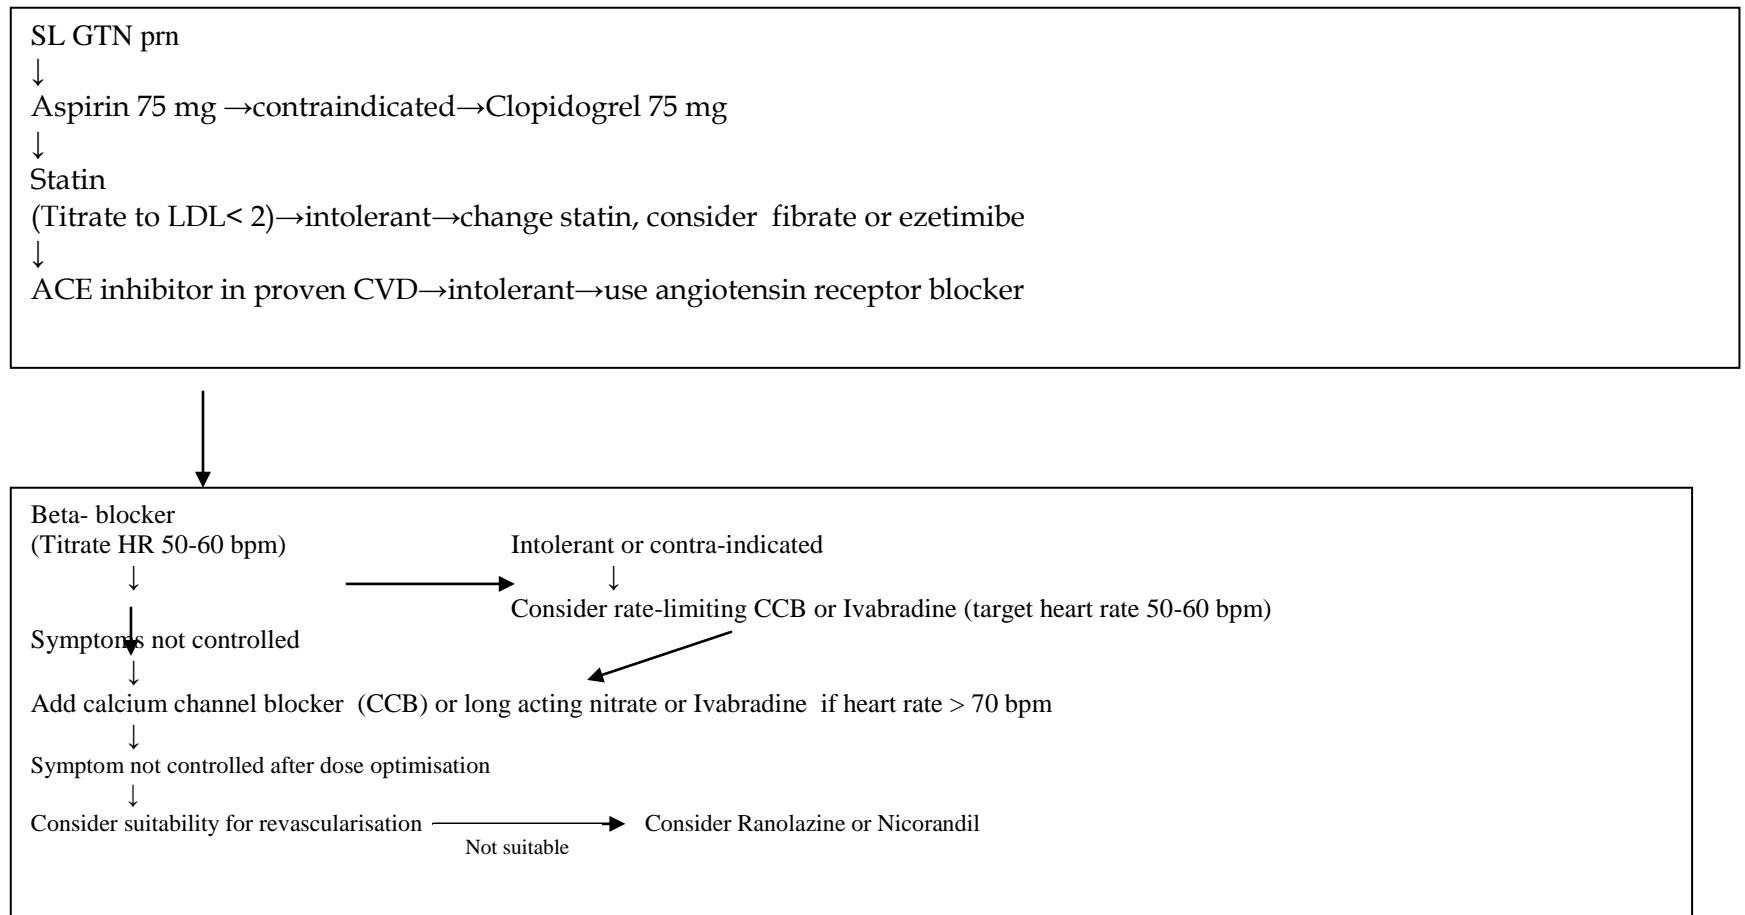 SL GTN prn
↓
Aspirin 75 mg →contraindicated→Clopidogrel 75 mg
↓
Statin
(Titrate to LDL< 2)→intolerant→change statin, consider fibrate or ezetimibe
↓
ACE inhibitor in proven CVD→intolerant→use angiotensin receptor blocker
Beta- blocker
(Titrate HR 50-60 bpm) Intolerant or contra-indicated
↓ ↓
Consider rate-limiting CCB or Ivabradine (target heart rate 50-60 bpm)
Symptoms not controlled
↓
Add calcium channel blocker (CCB) or long acting nitrate or Ivabradine if heart rate > 70 bpm
↓
Symptom not controlled after dose optimisation
↓
Consider suitability for revascularisation Consider Ranolazine or Nicorandil
Not suitable